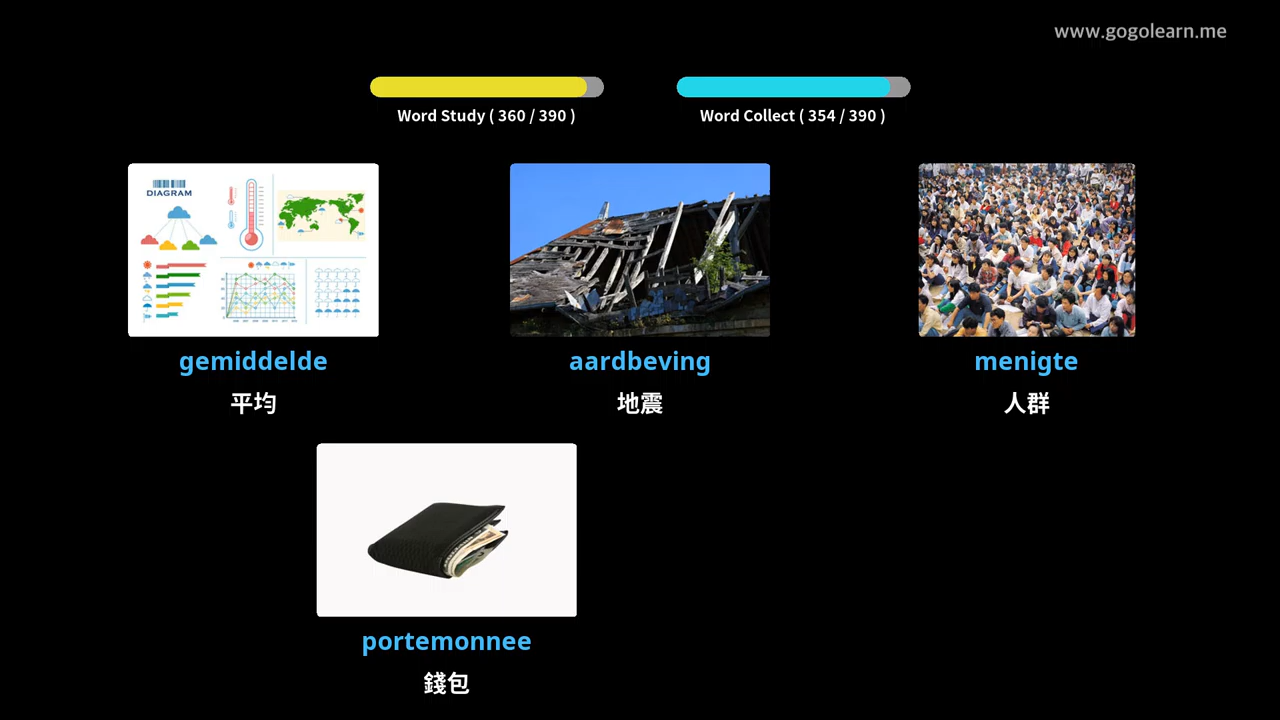 www.gogolearn.me
Word Study ( 360 / 390 )
Word Collect ( 354 / 390 )
DIAGRAM
gemiddelde
aardbeving
menigte
平均
地震
人群
portemonnee
錢包